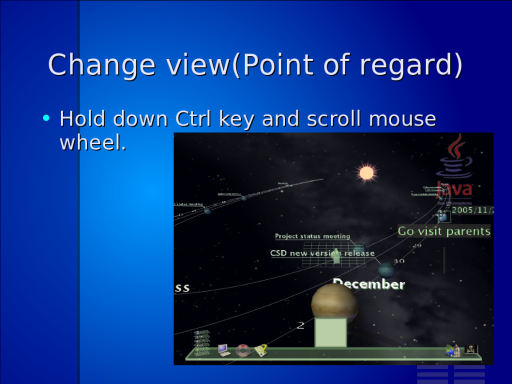 Change view(Point of regard)
• Hold down Ctrl key and scroll mouse
wheel.
Java
2005/11/
Go visit parents
29
Project status meeting
CSD new version release
30
December
ss
2